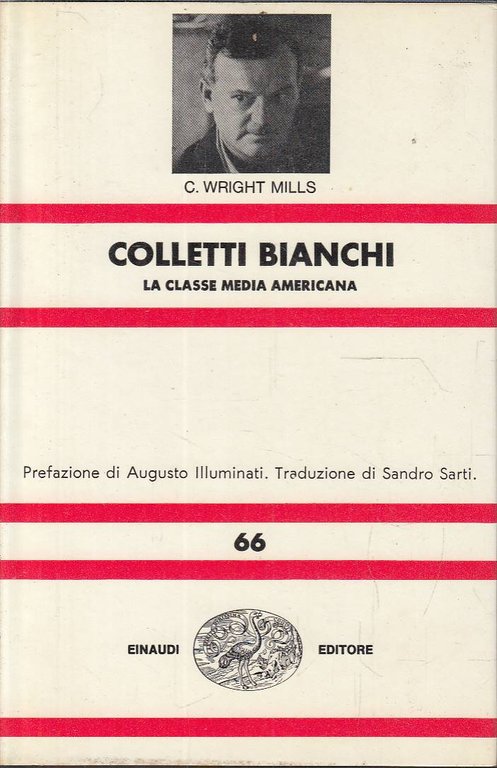 C. WRIGHT MILLS
COLLETTI BIANCHI
LA CLASSE MEDIA AMERICANA
Prefazione di Augusto Illuminati. Traduzione di Sandro Sarti.
66
EINAUDI EDITORE